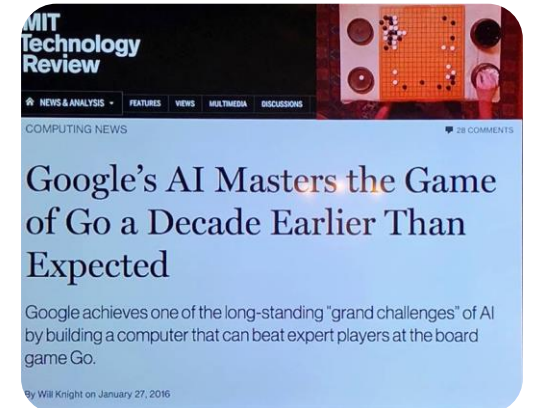 MIT
Technology
Review
NEWS & ANALYSIS
FEATURES
VIEWS
MULTIMEDIA
DISCUSSIONS
COMPUTING NEWS
28 COMMENTS
Google’s AI Masters the Game
of Go a Decade Earlier Than
Expected
Google achieves one of the long-standing “grand challenges” of AI
by building a computer that can beat expert players at the board
game Go.
By Will Knight on January 27, 2016